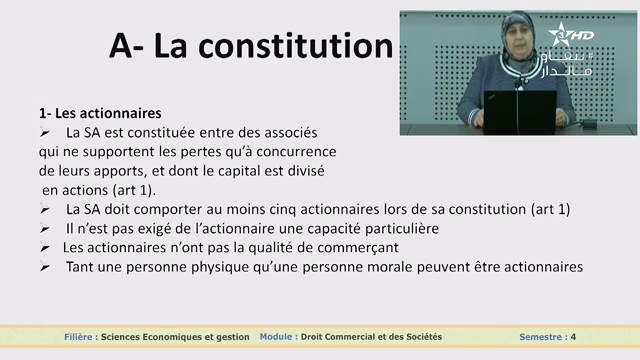 A- La constitution
3HD
#نبقاو
فالدار
1- Les actionnaires
➢ La SA est constituée entre des associés
qui ne supportent les pertes qu’à concurrence
de leurs apports, et dont le capital est divisé
en actions (art 1).
➢ La SA doit comporter au moins cinq actionnaires lors de sa constitution (art 1)
➢ Il n’est pas exigé de l’actionnaire une capacité particulière
➢ Les actionnaires n’ont pas la qualité de commerçant
➢ Tant une personne physique qu’une personne morale peuvent être actionnaires
Filière : Sciences Economiques et gestion Module : Droit Commercial et des Sociétés Semestre : 4